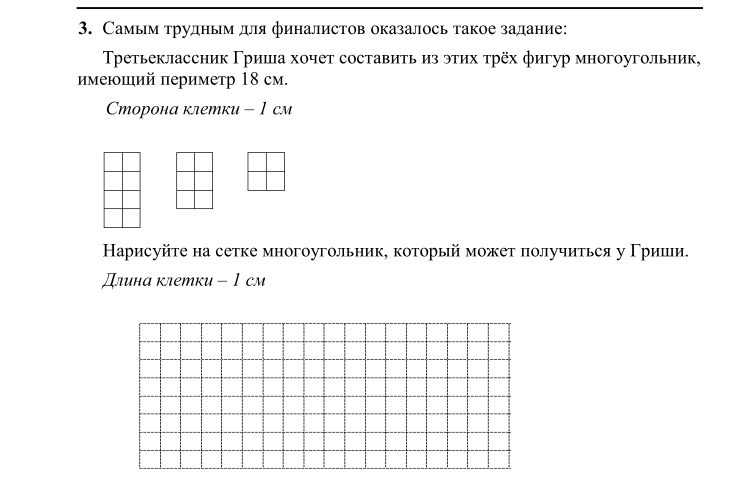 3. Самым трудным для финалистов оказалось такое задание:
Третьеклассник Гриша хочет составить из этих трёх фигур многоугольник,
имеющий периметр 18 см.
Сторона клетки – 1 см
Нарисуйте на сетке многоугольник, который может получиться у Гриши.
Длина клетки – 1 см